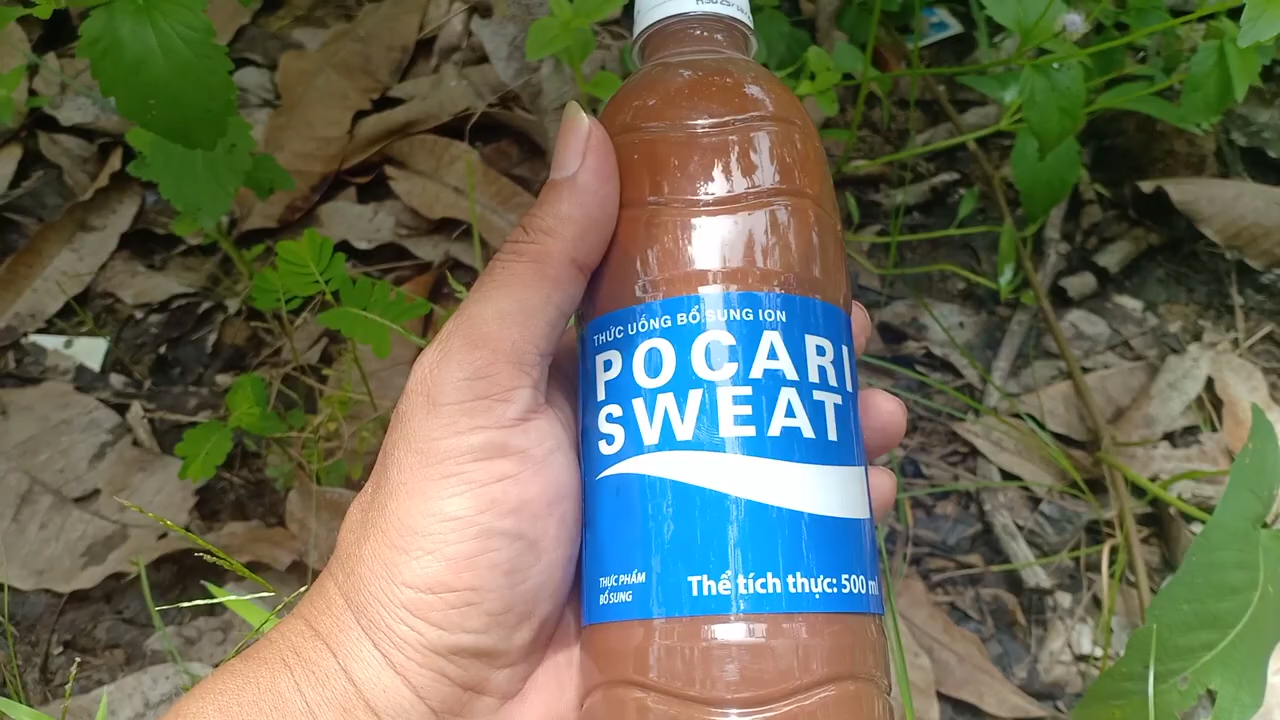 THỨC UỐNG BỔ SUNG ION
POCARI
SWEAT
THỰC PHẨM
BỔ SUNG
Thể tích thực: 500 ml